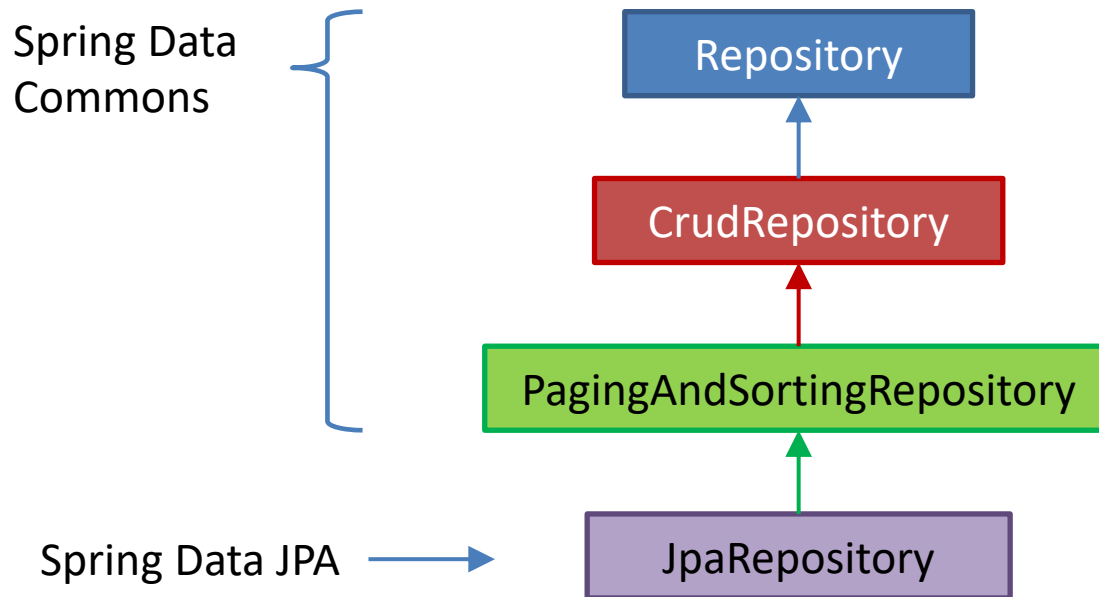 Spring Data
Commons
Repository
CrudRepository
PagingAndSortingRepository
Spring Data JPA
JpaRepository